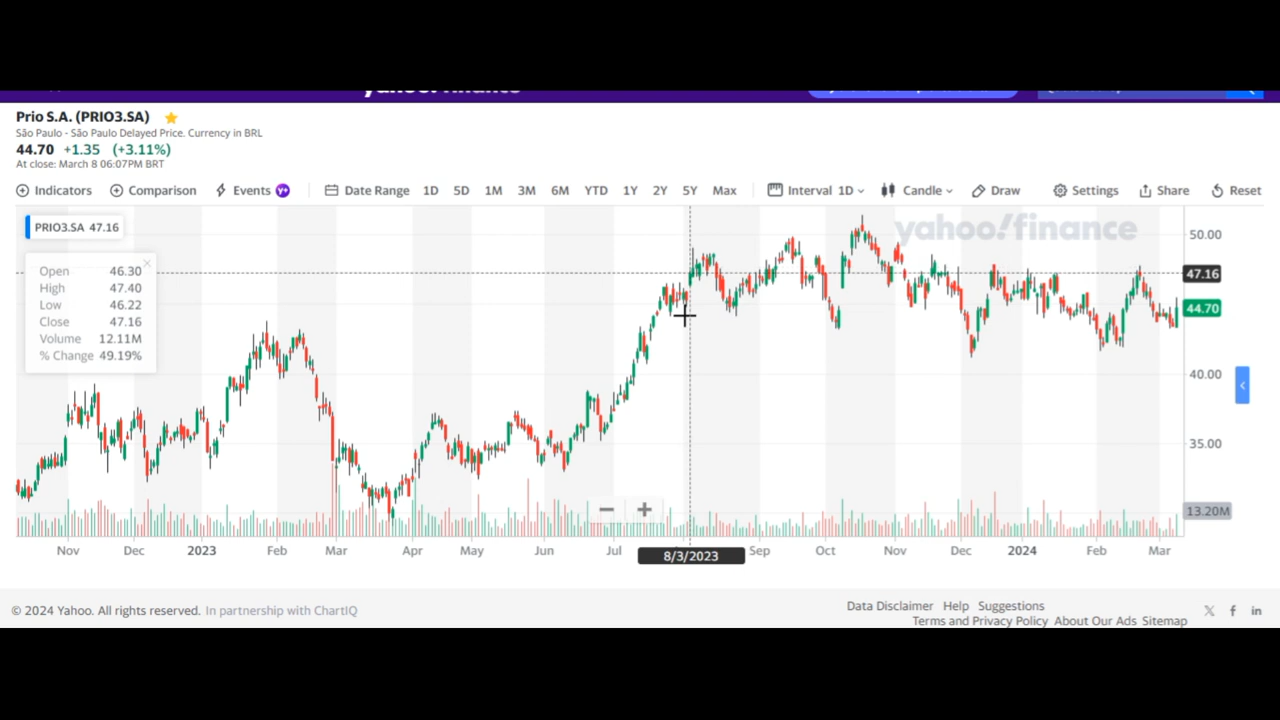 Prio S.A. (PRIO3.SA)
São Paulo - São Paulo Delayed Price. Currency in BRL
44.70 +1.35 (+3.11%)
At close: March 8 06:07PM BRT
Indicators Comparison Events Y+ Date Range 1D 5D 1M 3M 6M YTD 1Y 2Y 5Y Max Interval 1D Candle Draw Settings Share Reset
PRIO3.SA 47.16
yahoo!finance
Open 46.30
High 47.40
Low 46.22
Close 47.16
Volume 12.11M
% Change 49.19%
50.00
47.16
44.70
40.00
35.00
13.20M
Nov Dec 2023 Feb Mar Apr May Jun Jul 8/3/2023 Sep Oct Nov Dec 2024 Feb Mar
© 2024 Yahoo. All rights reserved. In partnership with ChartIQ
Data Disclaimer Help Suggestions
Terms and Privacy Policy About Our Ads Sitemap